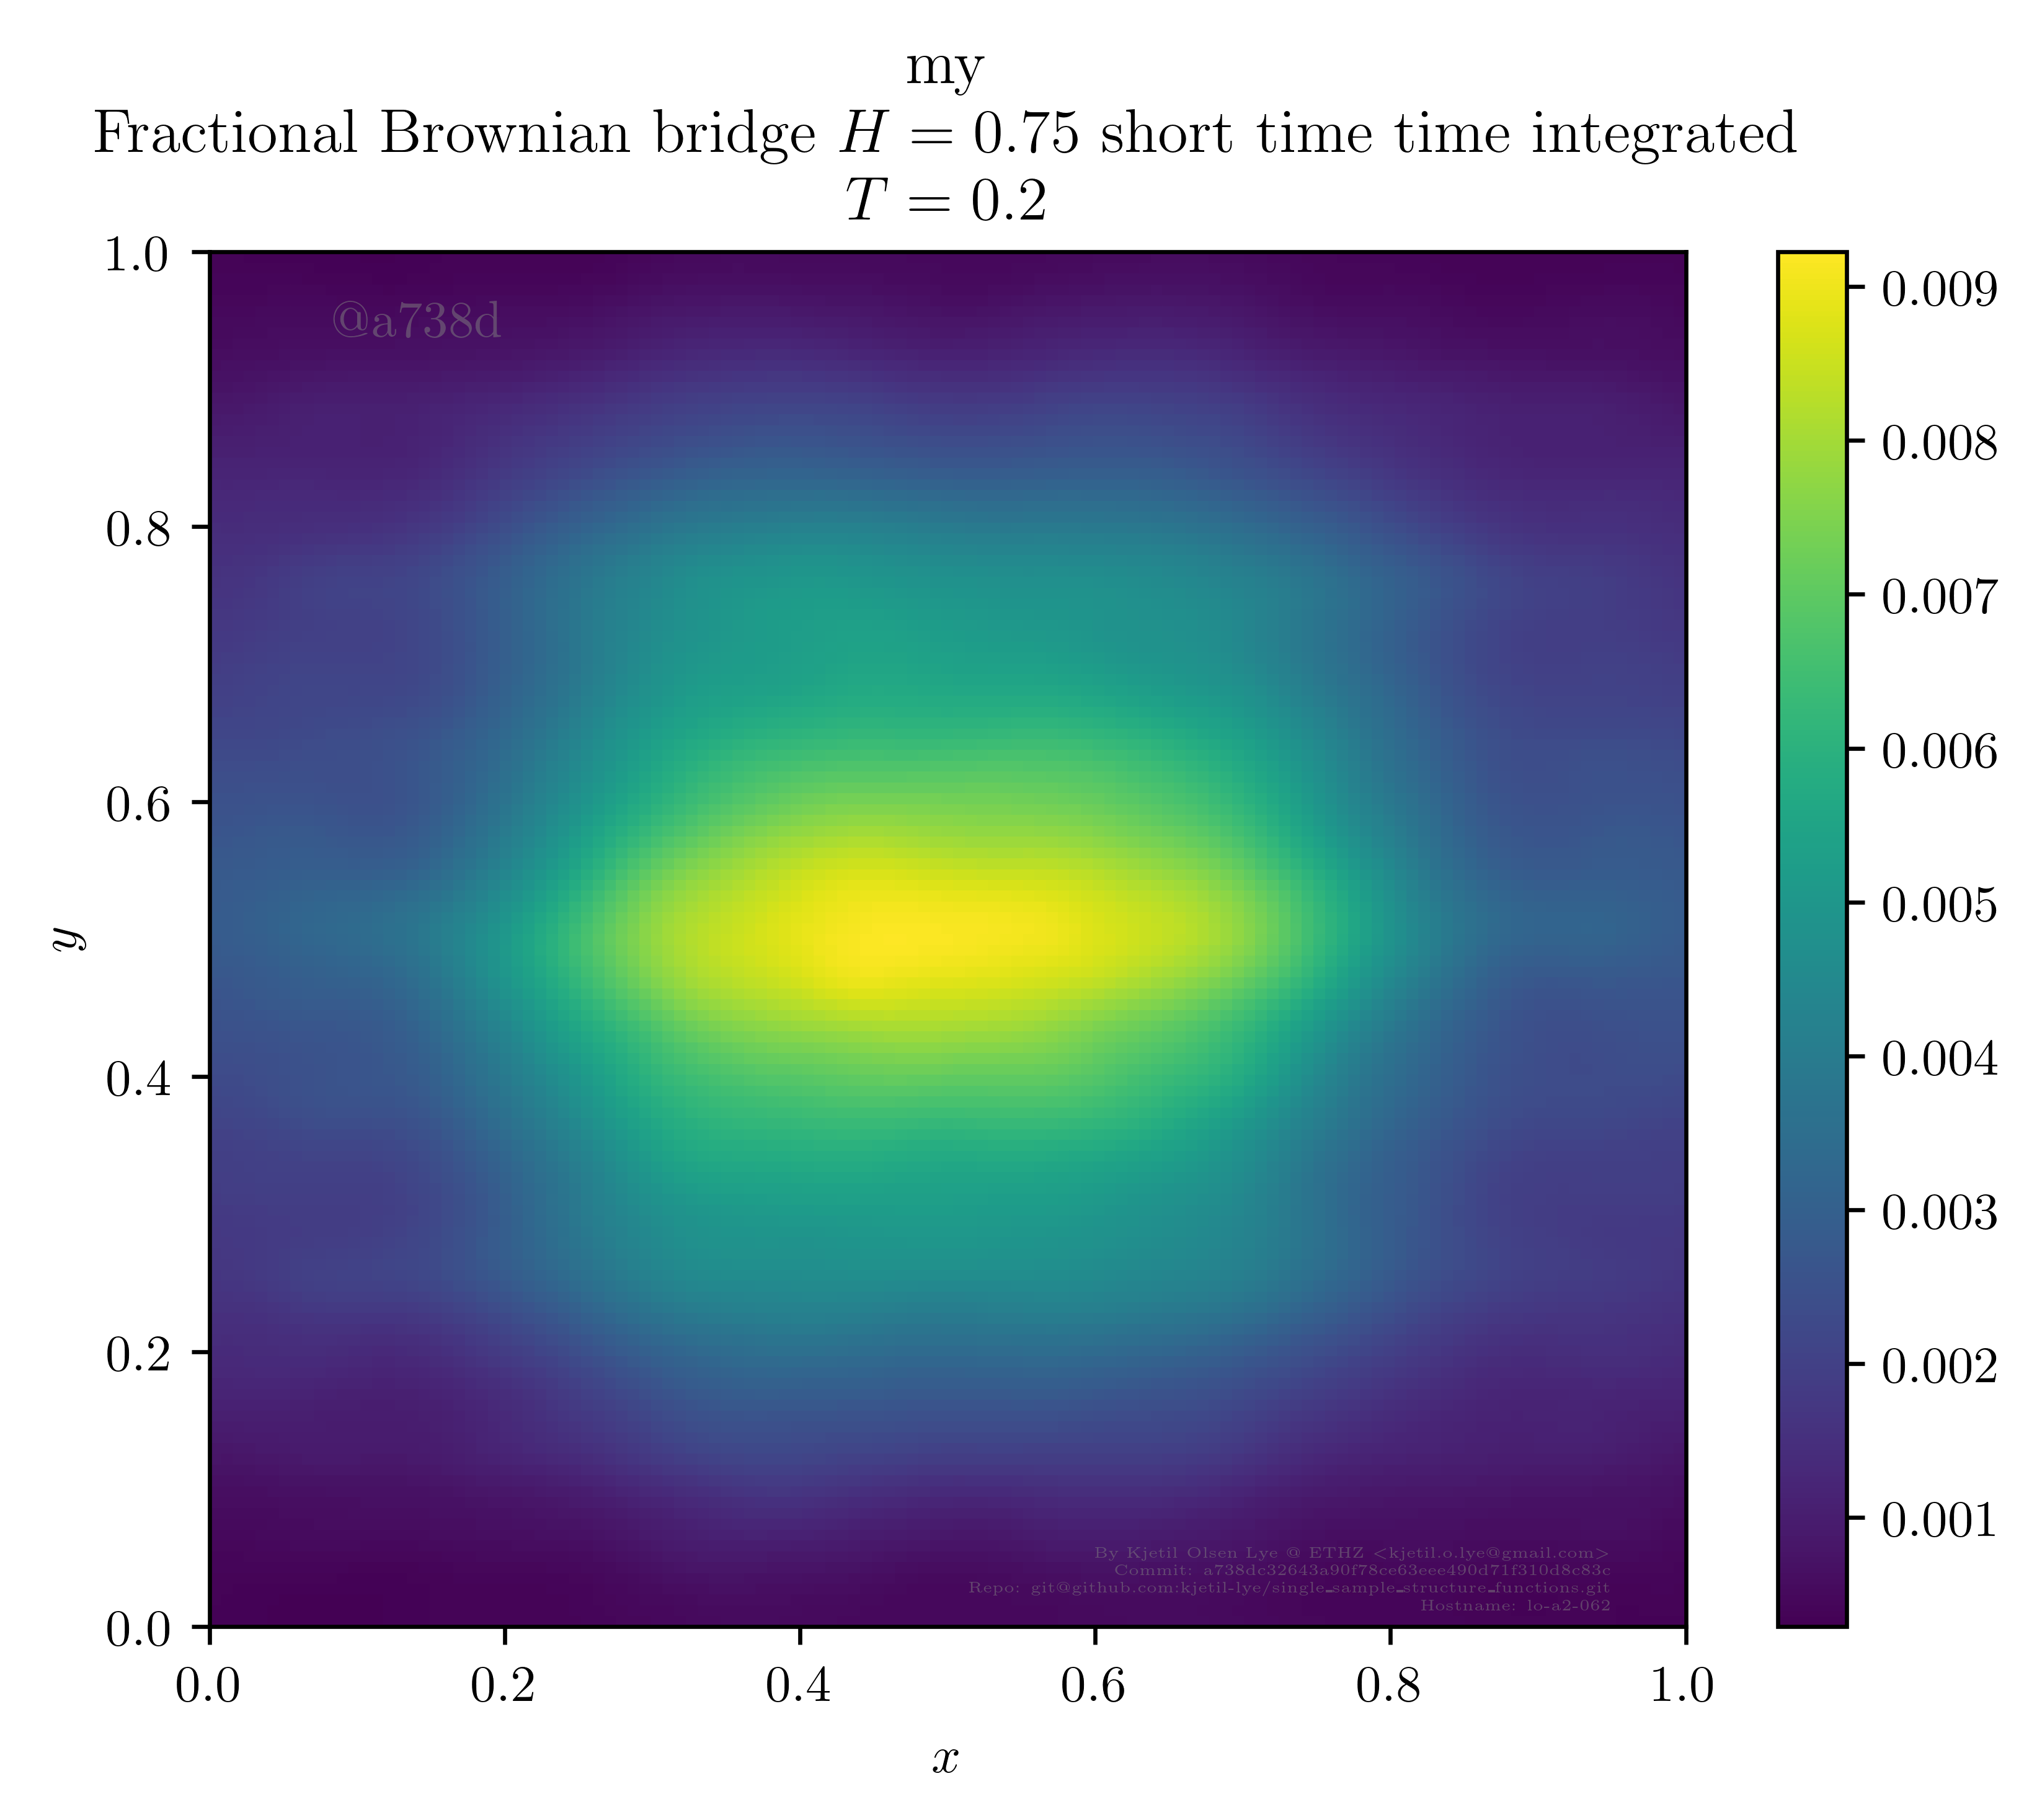 my
Fractional Brownian bridge H = 0.75 short time time integrated
T = 0.2
1.0
0.8
0.6
0.4
0.2
0.0
y
0.0 0.2 0.4 0.6 0.8 1.0
x
0.009
0.008
0.007
0.006
0.005
0.004
0.003
0.002
0.001
@a738d
By Kjetil Olsen Lye @ ETHZ <kjetil.o.lye@gmail.com>
Commit: a738dc32643a90f78ce63eee490d71f310d8c83c
Repo: git@github.com:kjetil-lye/single_sample_structure_functions.git
Hostname: lo-a2-062